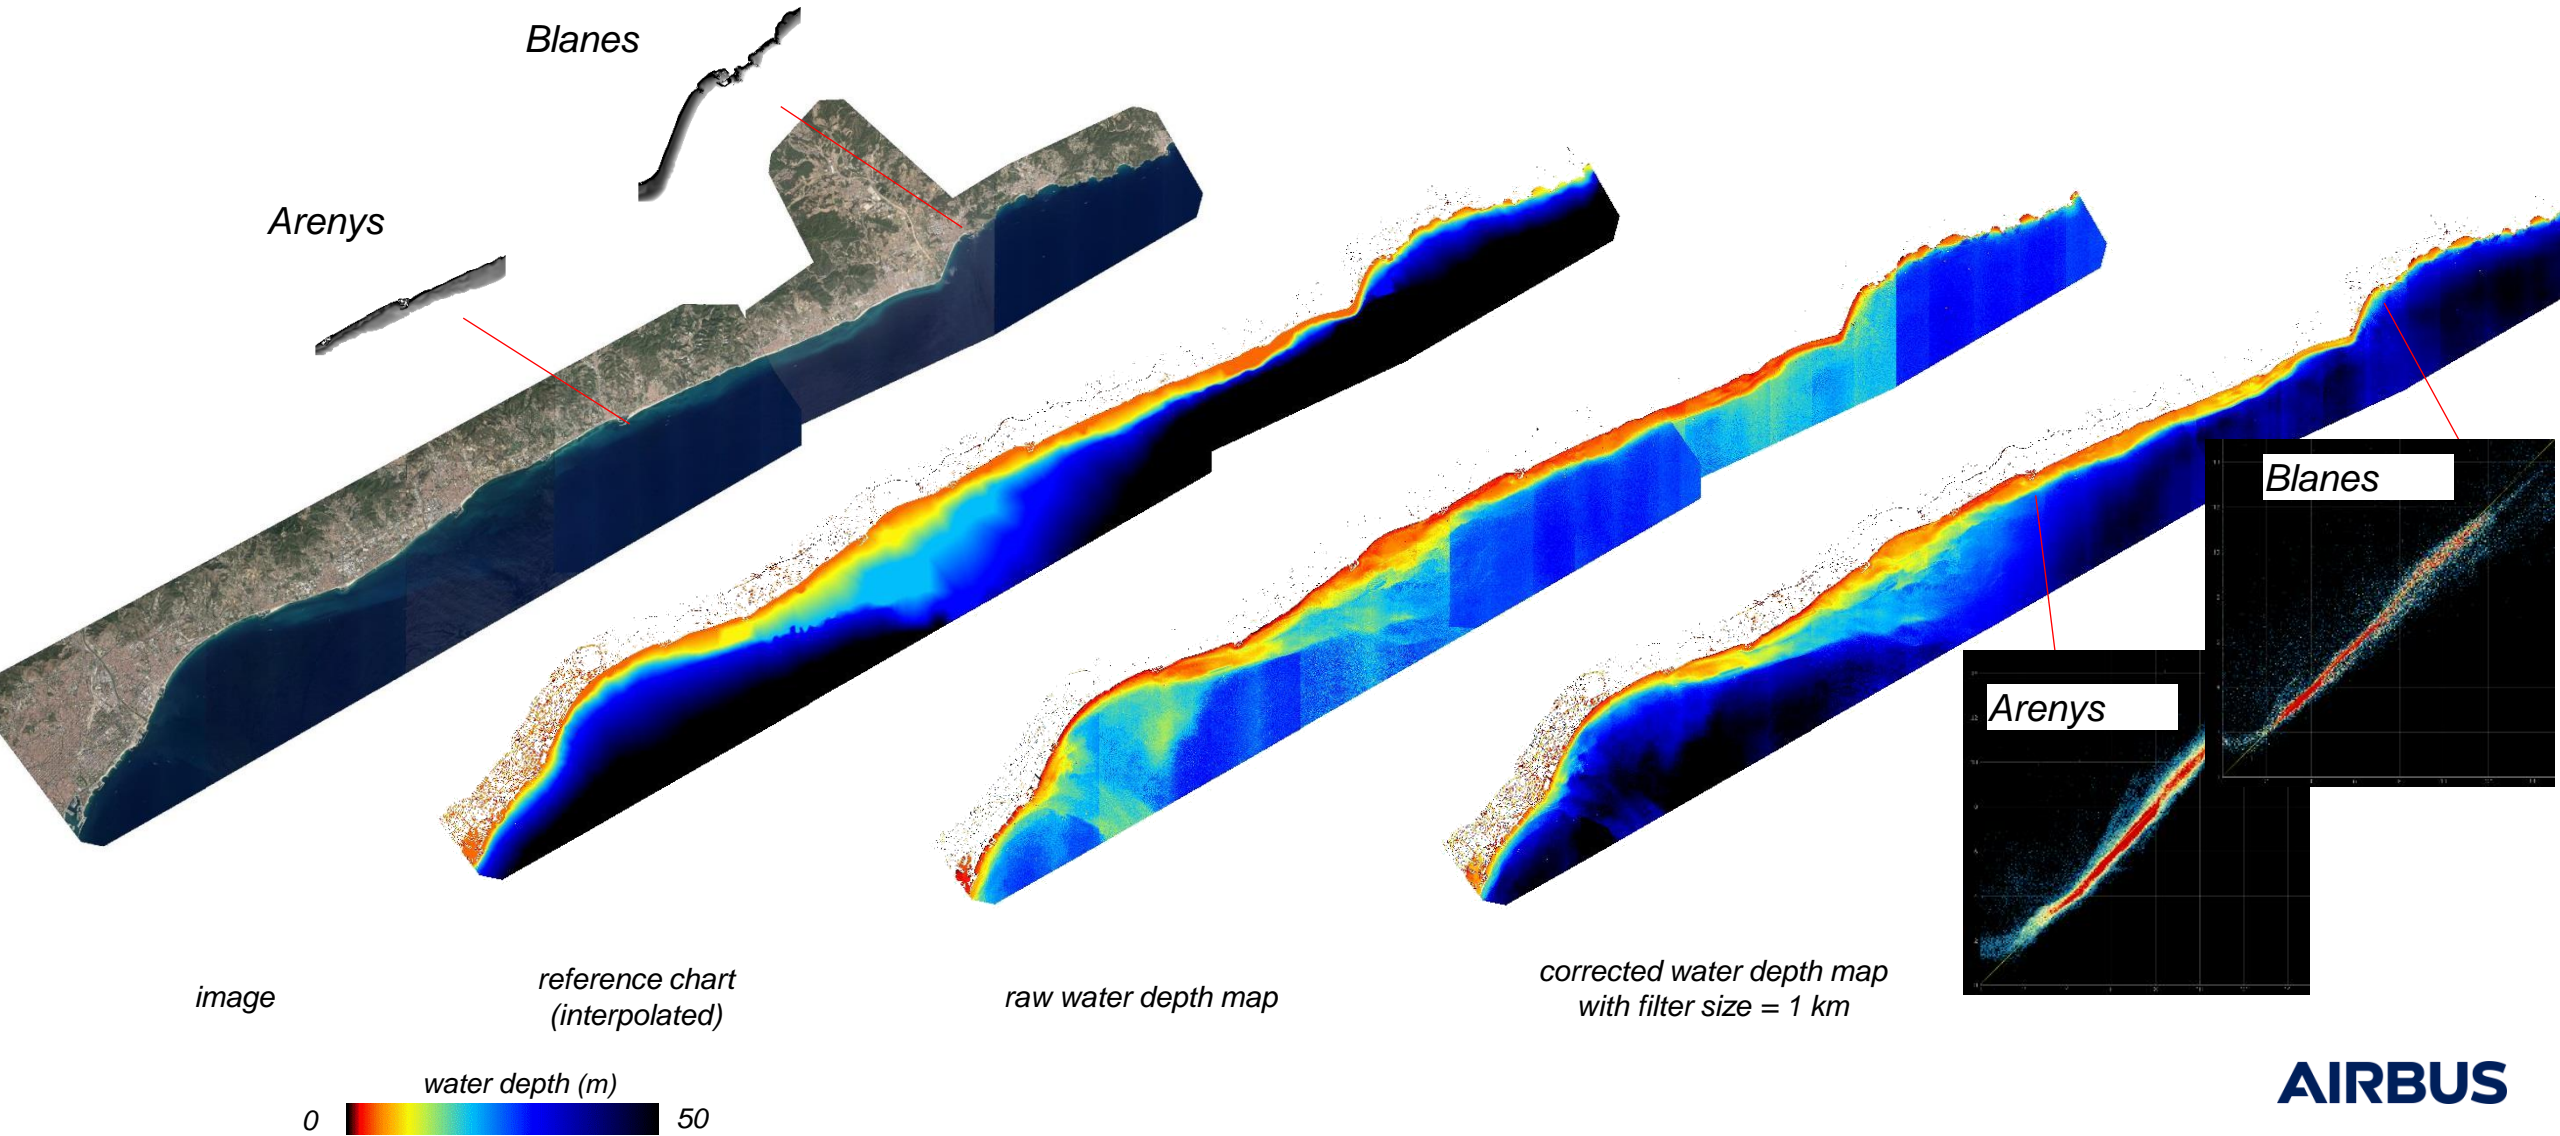 Blanes
Arenys
Blanes
Arenys
image
reference chart
(interpolated)
raw water depth map
corrected water depth map
with filter size = 1 km
water depth (m)
0
50
AIRBUS